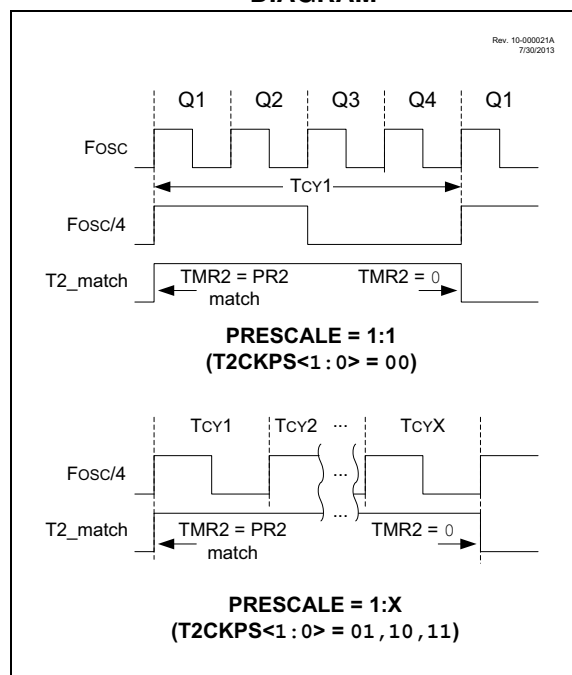 DIAGRAM
Rev. 10-000021A
7/30/2013
Q1 Q2 Q3 Q4 Q1
FOSC
TCY1
FOSC/4
T2_match
TMR2 = PR2
match
TMR2 = 0
PRESCALE = 1:1
(T2CKPS<1:0> = 00)
TCY1 TCY2 ... TCYX
FOSC/4
...
T2_match
...
TMR2 = PR2
match
TMR2 = 0
PRESCALE = 1:X
(T2CKPS<1:0> = 01,10,11)